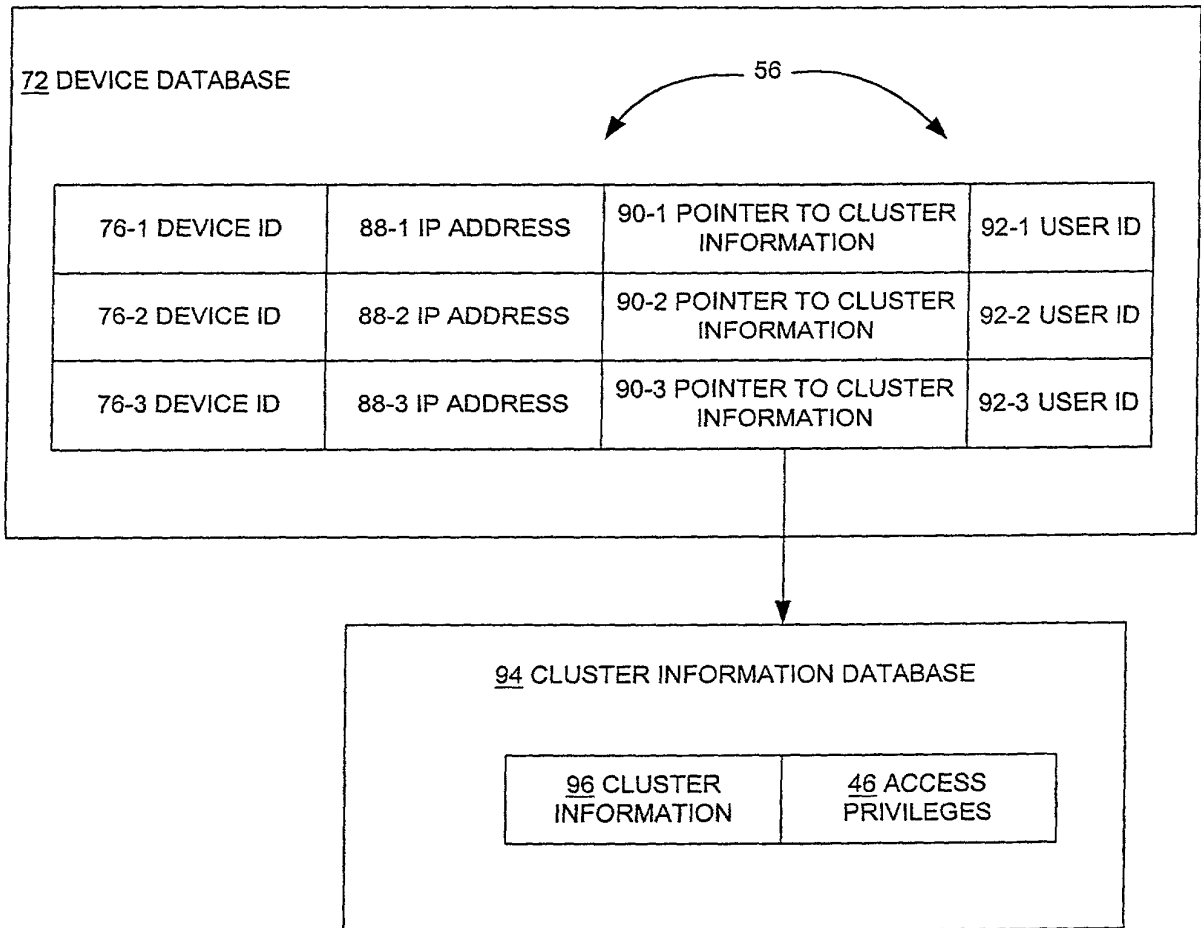 72 DEVICE DATABASE
56
76-1 DEVICE ID
88-1 IP ADDRESS
90-1 POINTER TO CLUSTER
INFORMATION
92-1 USER ID
76-2 DEVICE ID
88-2 IP ADDRESS
90-2 POINTER TO CLUSTER
INFORMATION
92-2 USER ID
76-3 DEVICE ID
88-3 IP ADDRESS
90-3 POINTER TO CLUSTER
INFORMATION
92-3 USER ID
94 CLUSTER INFORMATION DATABASE
96 CLUSTER
INFORMATION
46 ACCESS
PRIVILEGES